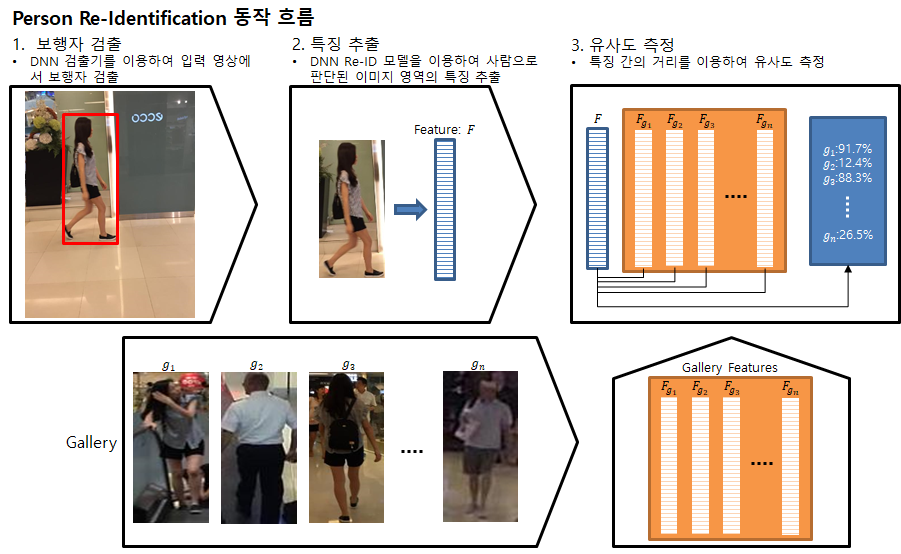 Person Re-Identification 동작 흐름
1. 보행자 검출
• DNN 검출기를 이용하여 입력 영상에
서 보행자 검출
2. 특징 추출
• DNN Re-ID 모델을 이용하여 사람으로
판단된 이미지 영역의 특징 추출
Feature: F
3. 유사도 측정
• 특징 간의 거리를 이용하여 유사도 측정
F F_{g_1} F_{g_2} F_{g_3} F_{g_n}
....
g_1:91.7%
g_2:12.4%
g_3:88.3%
g_n:26.5%
Gallery
g_1 g_2 g_3 g_n
....
Gallery Features
F_{g_1} F_{g_2} F_{g_3} F_{g_n}
....